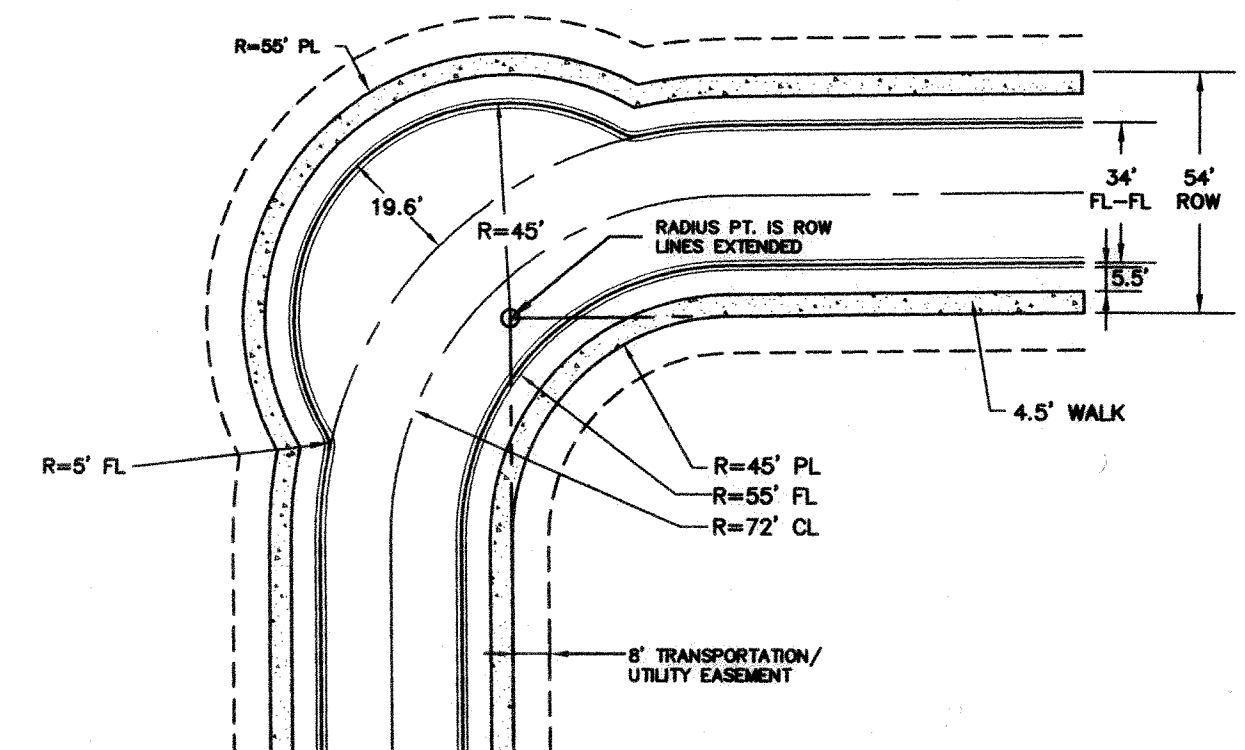 R=55' PL
19.6'
R=45'
RADIUS PT. IS ROW
LINES EXTENDED
34'
FL-FL
54'
ROW
5.5'
4.5' WALK
R=5' FL
R=45' PL
R=55' FL
R=72' CL
8' TRANSPORTATION/
UTILITY EASEMENT